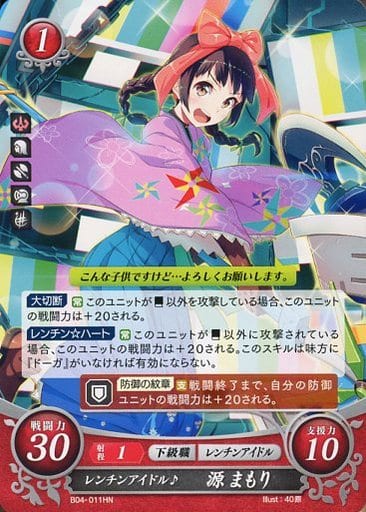 1
こんな子供ですけど…よろしくお願いします。
大切断 常 このユニットが 以外を攻撃している場合、このユニット
の戦闘力は＋20される。
レンチン☆ハート 常 このユニットが 以外に攻撃されている
場合、このユニットの戦闘力は＋20される。このスキルは味方に
『ドーガ』がいなければ有効にならない。
防御の紋章 支 戦闘終了まで、自分の防御
ユニットの戦闘力は＋20される。
戦闘力
30
射程 1
下級職
レンチンアイドル
支援力
10
レンチンアイドル♪
源 まもり
B04-011HN
Illust：40原